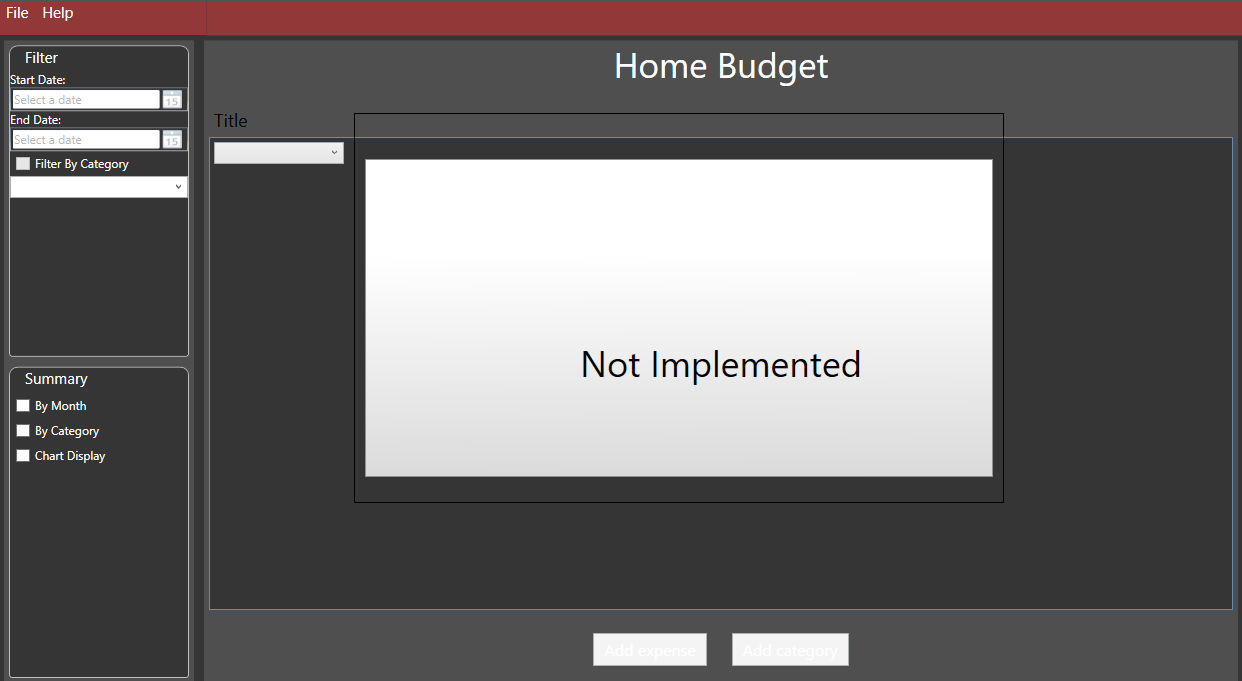 File Help
Filter
Start Date:
Select a date
15
End Date:
Select a date
15
Filter By Category
Summary
By Month
By Category
Chart Display
Home Budget
Title
Not Implemented
Add expense
Add category